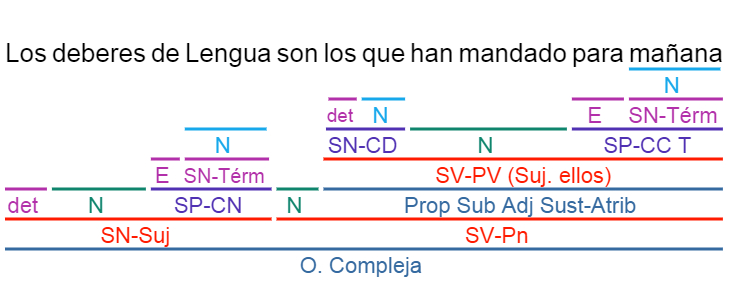 Los deberes de Lengua son los que han mandado para mañana
N
det N E SN-Térm
N SN-CD N SP-CC T
E SN-Térm SV-PV (Suj. ellos)
det N SP-CN N Prop Sub Adj Sust-Atrib
SN-Suj SV-Pn
O. Compleja